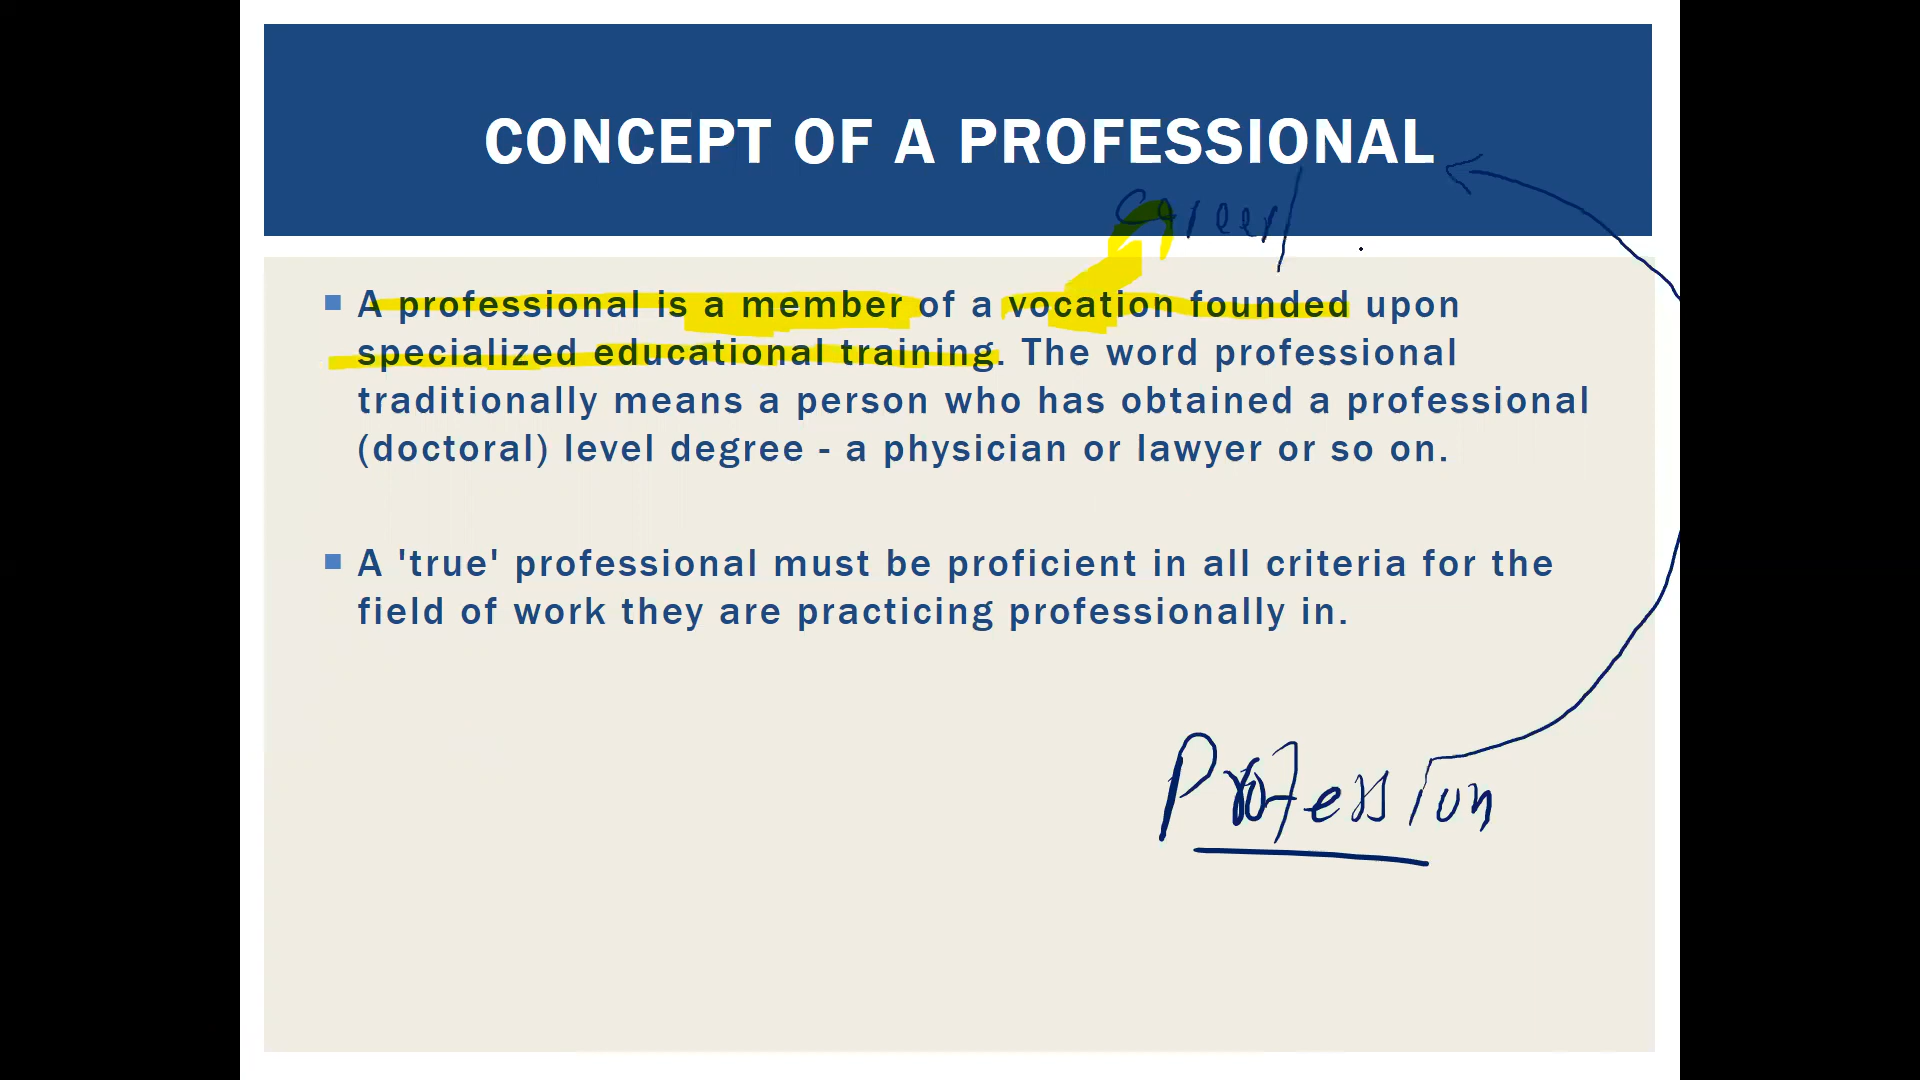 CONCEPT OF A PROFESSIONAL
Career/
A professional is a member of a vocation founded upon
specialized educational training. The word professional
traditionally means a person who has obtained a professional
(doctoral) level degree - a physician or lawyer or so on.
A 'true' professional must be proficient in all criteria for the
field of work they are practicing professionally in.
Profession